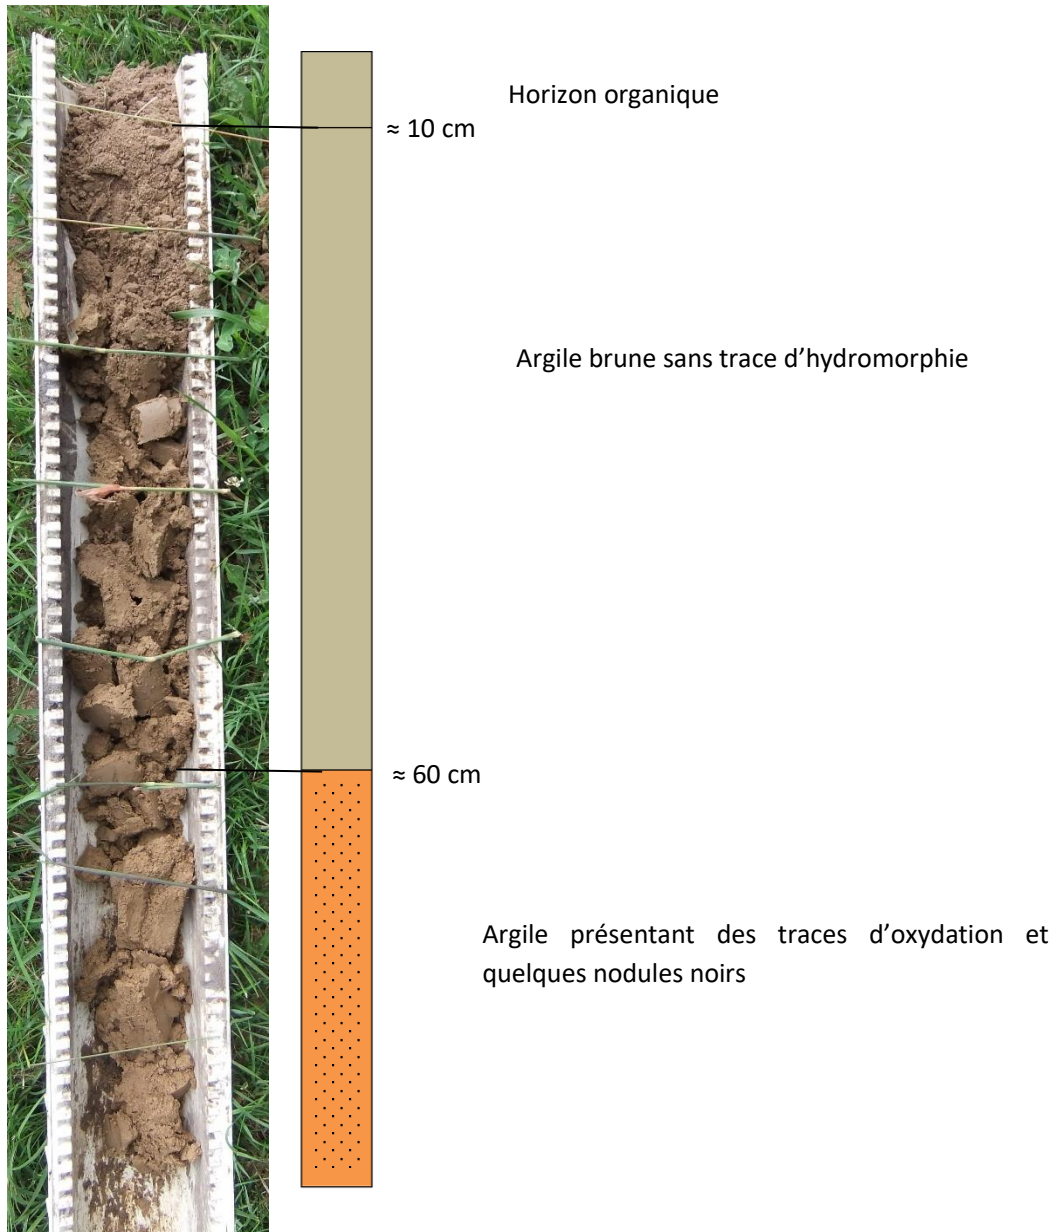 Horizon organique
≈ 10 cm
Argile brune sans trace d’hydromorphie
≈ 60 cm
Argile présentant des traces d’oxydation et
quelques nodules noirs